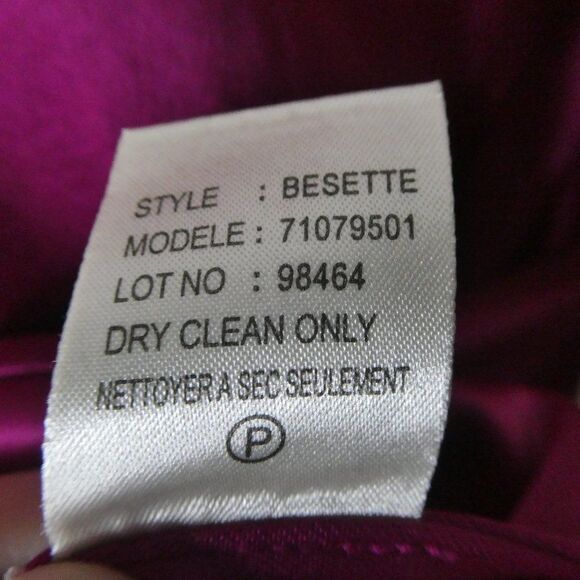 STYLE : BESETTE
MODELE : 71079501
LOT NO : 98464
DRY CLEAN ONLY
NETTOYER A SEC SEULEMENT
P